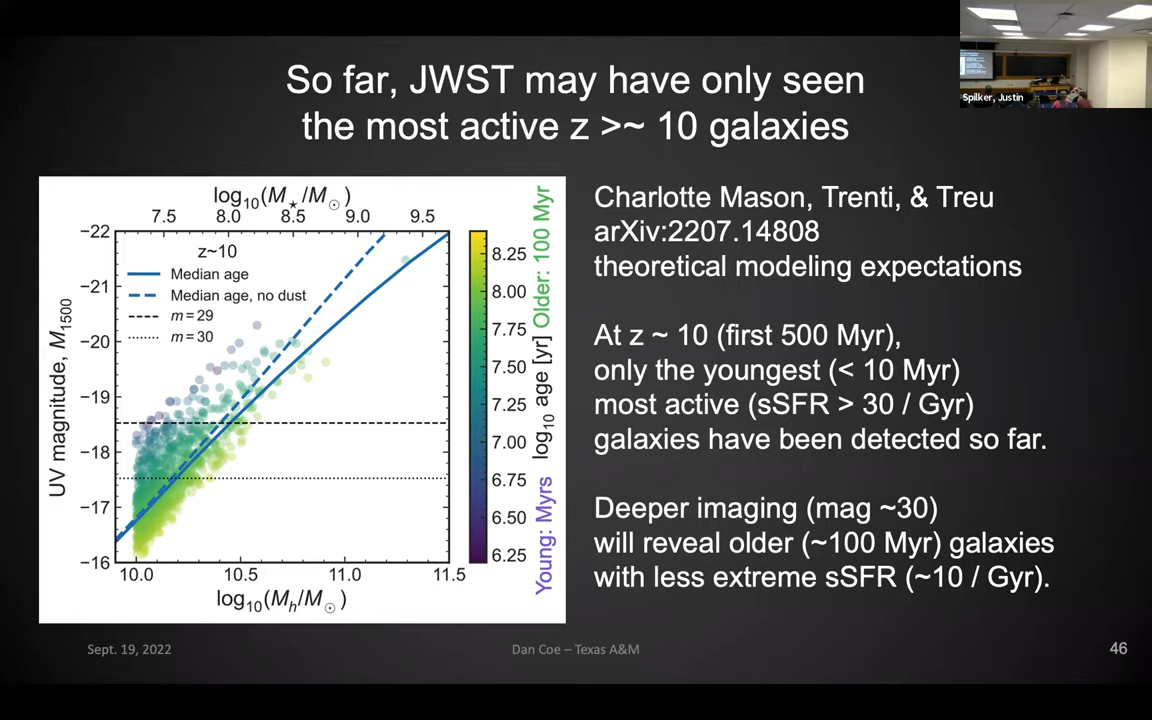 Spilker, Justin
So far, JWST may have only seen
the most active z >~ 10 galaxies
log₁₀(M⋆/M☉)
7.5 8.0 8.5 9.0 9.5
−22
−21
−20
−19
−18
−17
−16
UV magnitude, M₁₅₀₀
z~10
Median age
Median age, no dust
m = 29
m = 30
10.0 10.5 11.0 11.5
log₁₀(Mₕ/M☉)
8.25
8.00
7.75
7.50
7.25
7.00
6.75
6.50
6.25
log₁₀ age [yr]
Older: 100 Myr
Young: Myrs
Charlotte Mason, Trenti, & Treu
arXiv:2207.14808
theoretical modeling expectations
At z ~ 10 (first 500 Myr),
only the youngest (< 10 Myr)
most active (sSFR > 30 / Gyr)
galaxies have been detected so far.
Deeper imaging (mag ~30)
will reveal older (~100 Myr) galaxies
with less extreme sSFR (~10 / Gyr).
Sept. 19, 2022
Dan Coe – Texas A&M
46